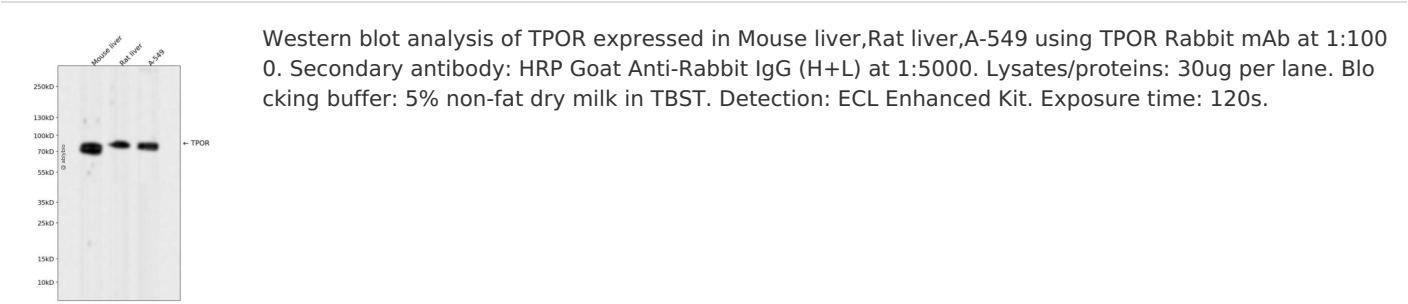 Mouse liver
Rat liver
A-549
250kD
130kD
100kD
70kD
55kD
35kD
25kD
15kD
10kD
© abybio
← TPOR
Western blot analysis of TPOR expressed in Mouse liver,Rat liver,A-549 using TPOR Rabbit mAb at 1:100
0. Secondary antibody: HRP Goat Anti-Rabbit IgG (H+L) at 1:5000. Lysates/proteins: 30ug per lane. Blo
cking buffer: 5% non-fat dry milk in TBST. Detection: ECL Enhanced Kit. Exposure time: 120s.